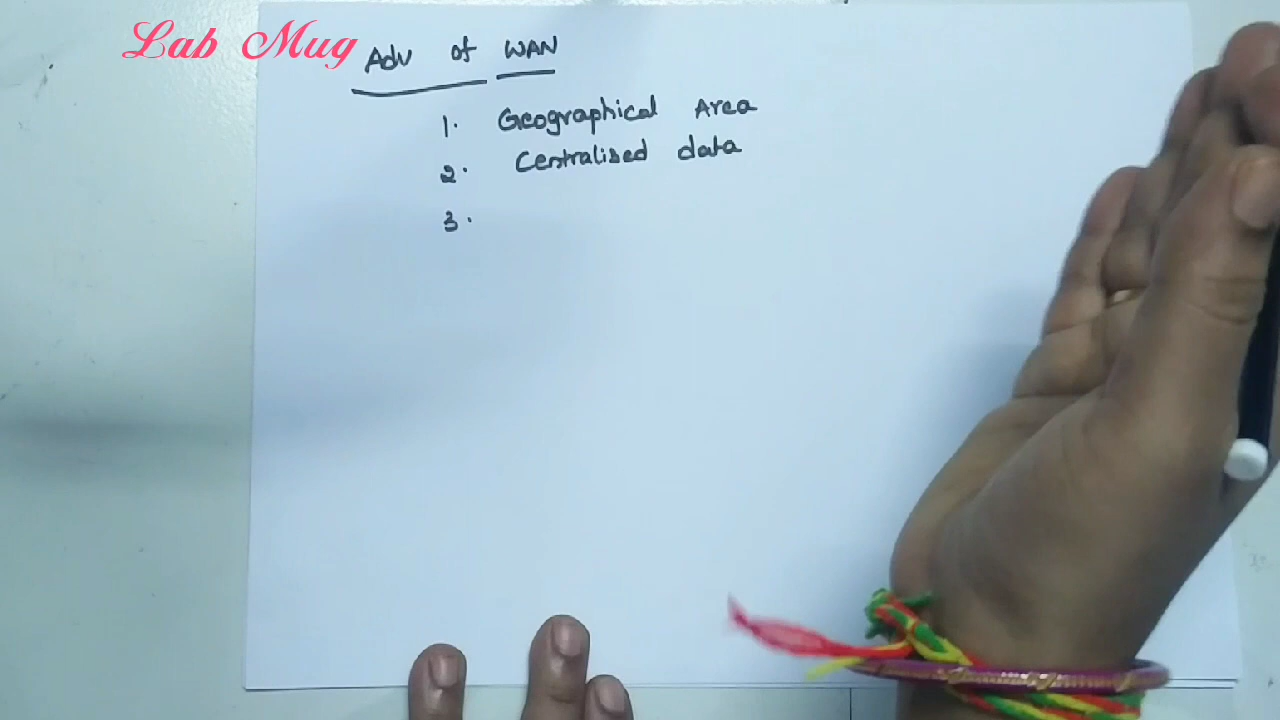 Lab Mug
Adv of WAN
1. Geographical Area
2. Centralised data
3.